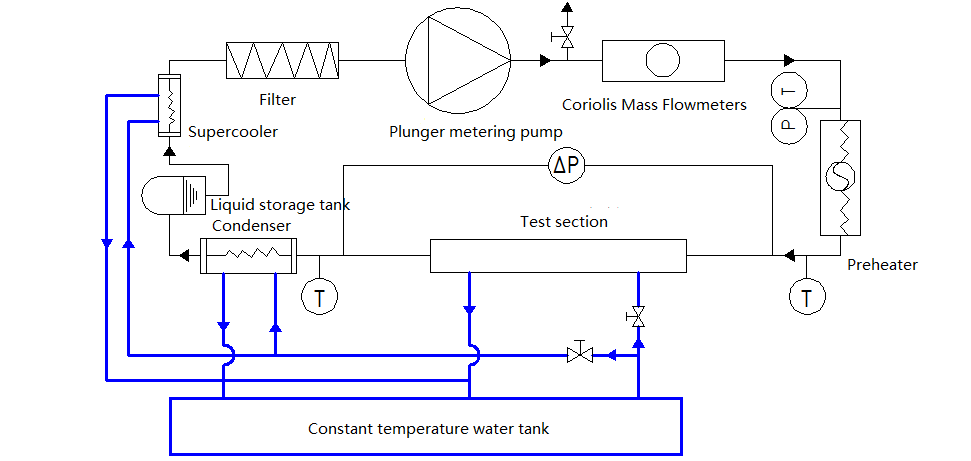 Filter
Plunger metering pump
Coriolis Mass Flowmeters
T
P
Supercooler
ΔP
Liquid storage tank
Test section
Condenser
Preheater
T
T
Constant temperature water tank